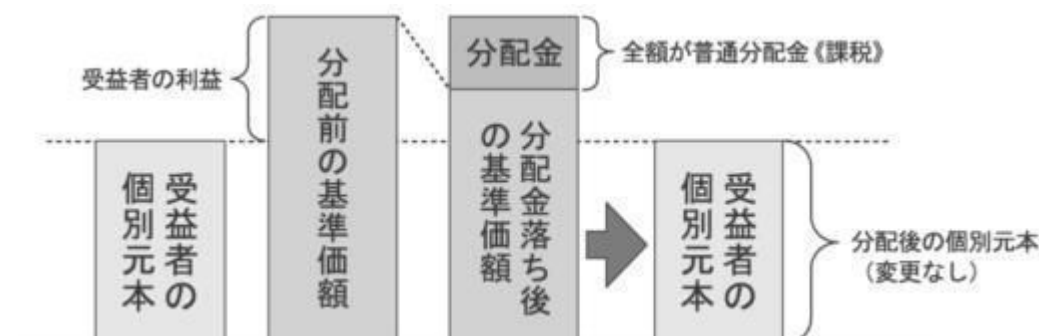 受益者の利益
分配前の基準価額
分配金
全額が普通分配金《課税》
受益者の
個別元本
分配金落ち後
の基準価額
受益者の
個別元本
分配後の個別元本
（変更なし）